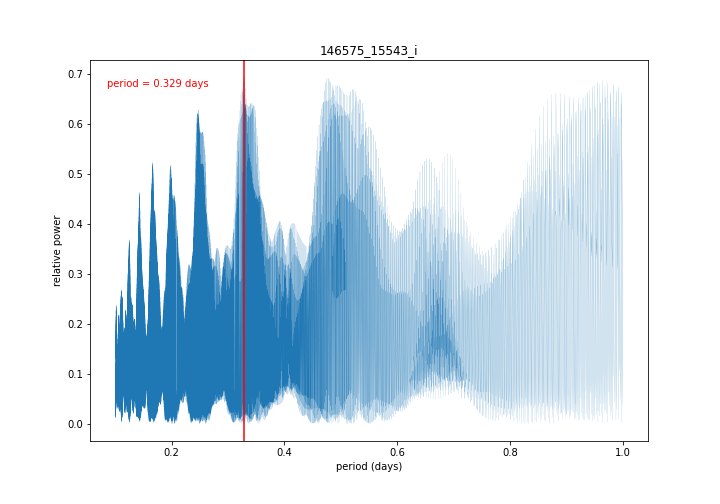 146575_15543_i
period = 0.329 days
relative power
0.7
0.6
0.5
0.4
0.3
0.2
0.1
0.0
0.2 0.4 0.6 0.8 1.0
period (days)